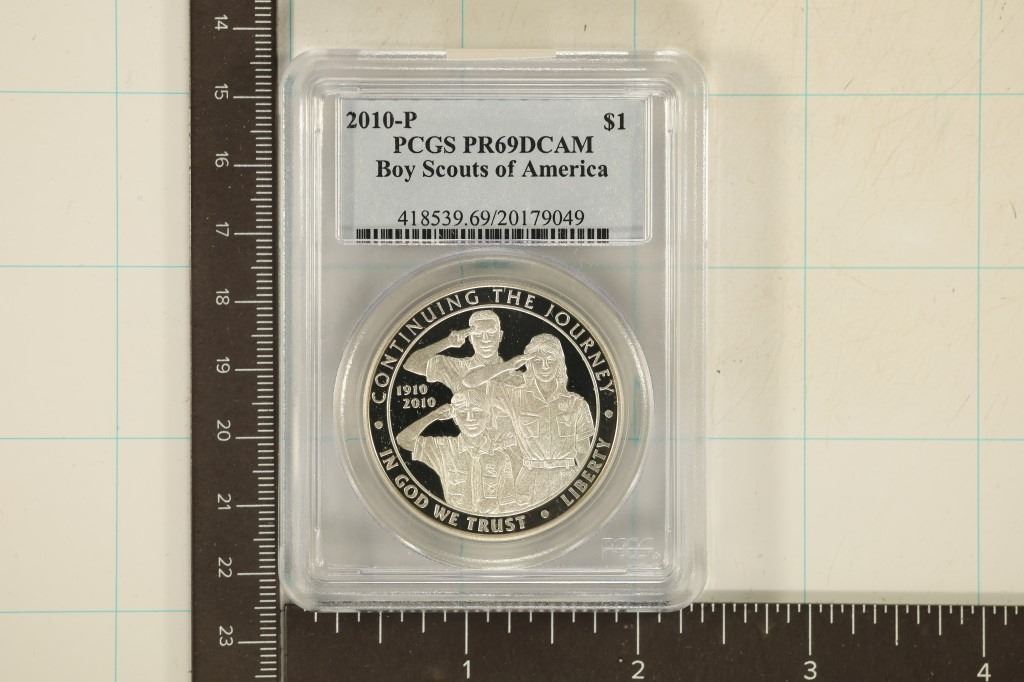 2010-P $1
PCGS PR69DCAM
Boy Scouts of America
418539.69/20179049
CONTINUING THE JOURNEY
1910
2010
IN GOD WE TRUST • LIBERTY
PCGS
14
15
16
17
18
19
20
21
22
23
1 2 3 4